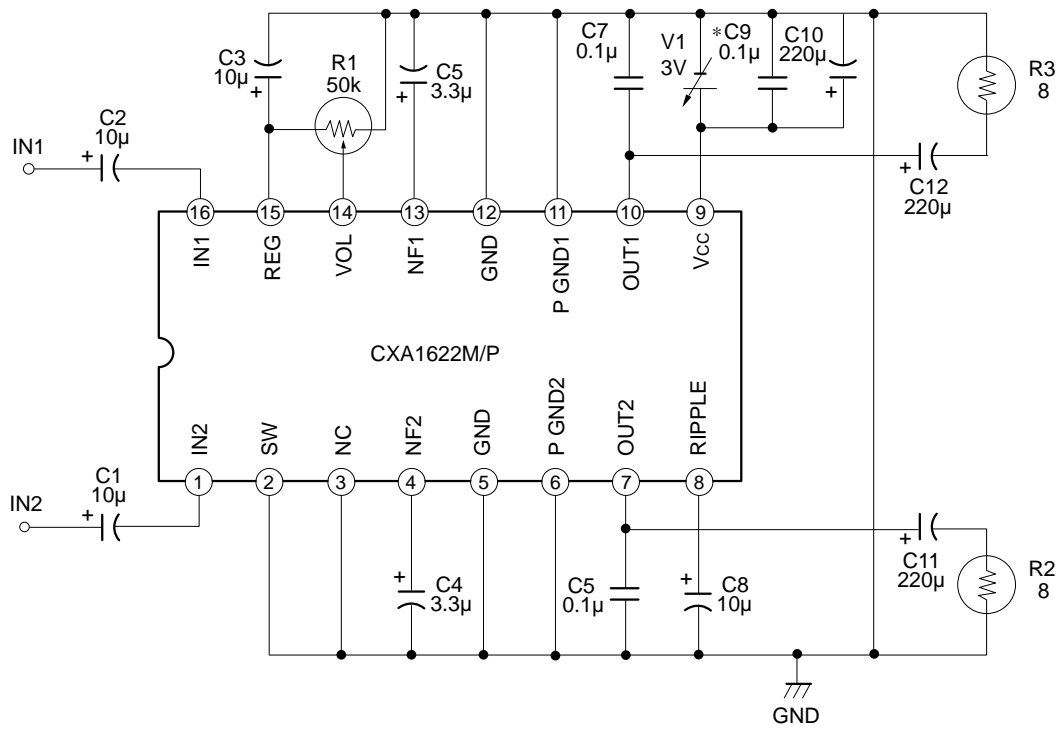 C3
10µ
R1
50k
C5
3.3µ
C7
0.1µ
V1
3V
*C9
0.1µ
C10
220µ
R3
8
C2
10µ
IN1
+
+
+
+
+
C12
220µ
16
15
14
13
12
11
10
9
IN1
REG
VOL
NF1
GND
P GND1
OUT1
Vcc
CXA1622M/P
IN2
SW
NC
NF2
GND
P GND2
OUT2
RIPPLE
1
2
3
4
5
6
7
8
C1
10µ
IN2
+
+
C4
3.3µ
C5
0.1µ
+
C8
10µ
+
C11
220µ
R2
8
GND